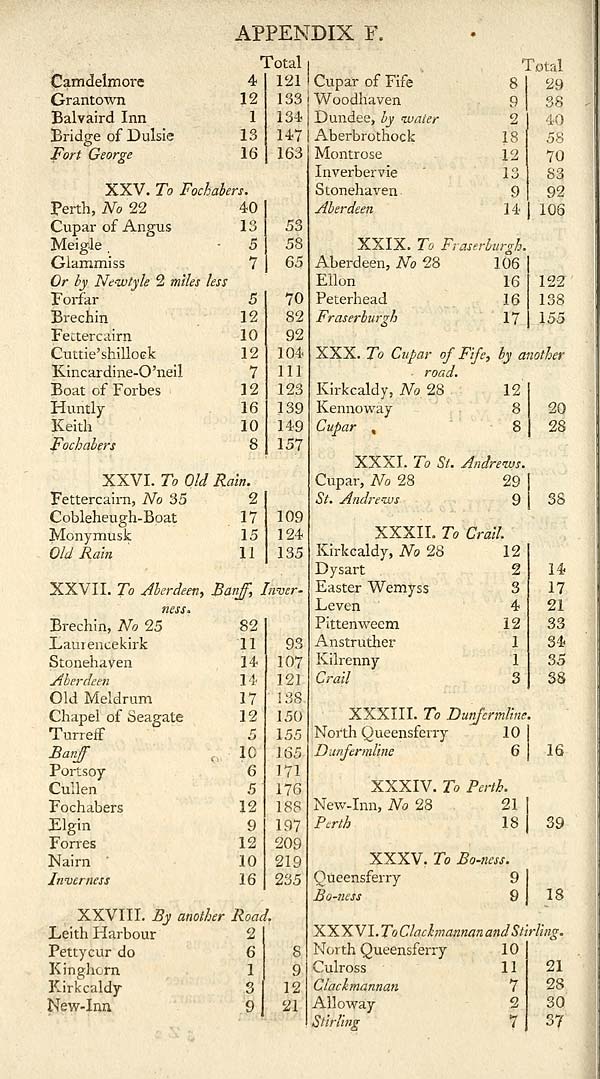 APPENDIX F.
Total
Camdelmore 4 121
Grantown 12 133
Balvaird Inn 1 134
Bridge of Dulsie 13 147
Fort George 16 163
XXV. To Fochabers.
Perth, No 22 40
Cupar of Angus 13 53
Meigle 5 58
Glammiss 7 65
Or by Newtyle 2 miles less
Forfar 5 70
Brechin 12 82
Fettercairn 10 92
Cuttie'shillock 12 104
Kincardine-O'neil 7 111
Boat of Forbes 12 123
Huntly 16 139
Keith 10 149
Fochabers 8 157
XXVI. To Old Rain.
Fettercairn, No 35 2
Cobleheugh-Boat 17 109
Monymusk 15 124
Old Rain 11 135
XXVII. To Aberdeen, Banff, Inver-
ness.
Brechin, No 25 82
Laurencekirk 11 93
Stonehaven 14 107
Aberdeen 14 121
Old Meldrum 17 138
Chapel of Seagate 12 150
Turreff 5 155
Banff 10 165
Portsoy 6 171
Cullen 5 176
Fochabers 12 188
Elgin 9 197
Forres 12 209
Nairn 10 219
Inverness 16 235
XXVIII. By another Road.
Leith Harbour 2
Pettycur do 6 8
Kinghorn 1 9
Kirkcaldy 3 12
New-Inn 9 21
Total
Cupar of Fife 8 29
Woodhaven 9 38
Dundee, by water 2 40
Aberbrothock 18 58
Montrose 12 70
Inverbervie 13 83
Stonehaven 9 92
Aberdeen 14 106
XXIX. To Fraserburgh.
Aberdeen, No 28 106
Ellon 16 122
Peterhead 16 138
Fraserburgh 17 155
XXX. To Cupar of Fife, by another
road.
Kirkcaldy, No 28 12
Kennoway 8 20
Cupar 8 28
XXXI. To St. Andrews.
Cupar, No 28 29
St. Andrews 9 38
XXXII. To Crail.
Kirkcaldy, No 28 12
Dysart 2 14
Easter Wemyss 3 17
Leven 4 21
Pittenweem 12 33
Anstruther 1 34
Kilrenny 1 35
Crail 3 38
XXXIII. To Dunfermline.
North Queensferry 10
Dunfermline 6 16
XXXIV. To Perth.
New-Inn, No 28 21
Perth 18 39
XXXV. To Bo-ness.
Queensferry 9
Bo-ness 9 18
XXXVI. To Clackmannan and Stirling.
North Queensferry 10
Culross 11 21
Clackmannan 7 28
Alloway 2 30
Stirling 7 37